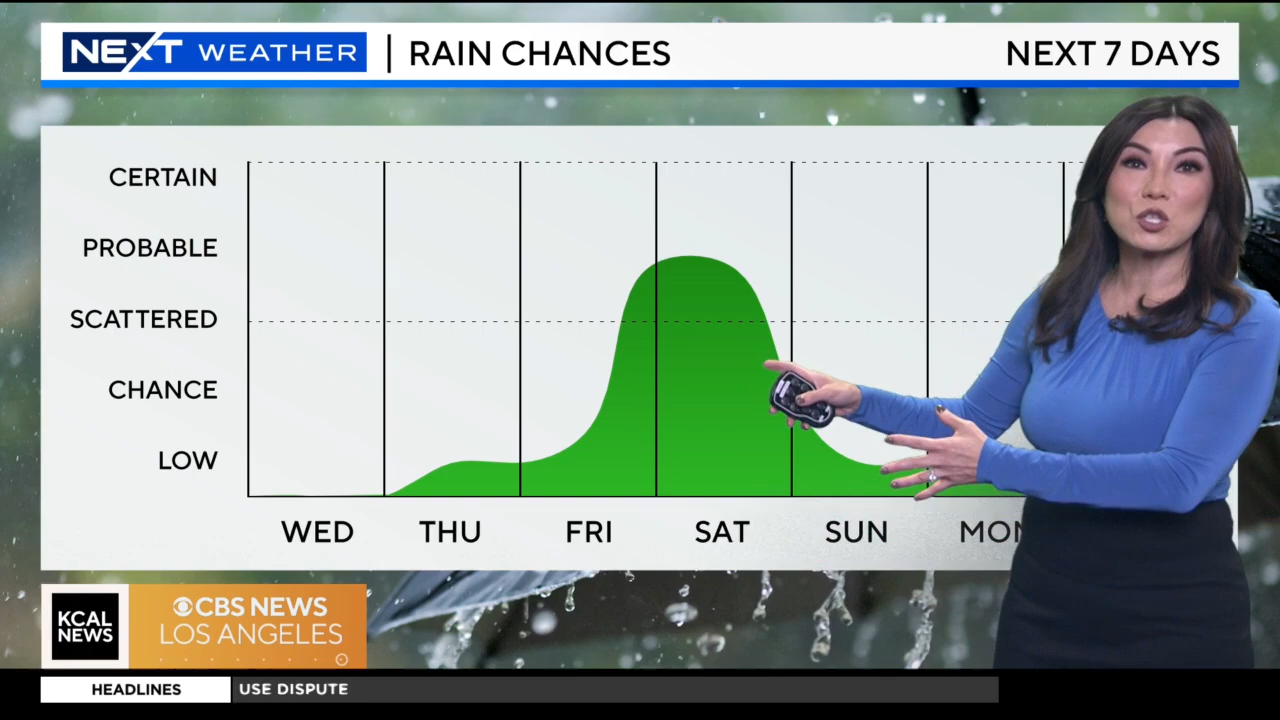 NEXT WEATHER | RAIN CHANCES NEXT 7 DAYS
CERTAIN
PROBABLE
SCATTERED
CHANCE
LOW
WED THU FRI SAT SUN MON
KCAL NEWS
CBS NEWS
LOS ANGELES
HEADLINES USE DISPUTE